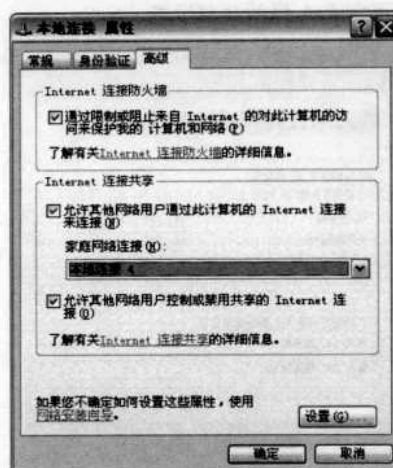 本地连接 属性
常规 身份验证 高级
Internet 连接防火墙
通过限制或阻止来自 Internet 的对此计算机的访
问来保护我的 计算机和网络(P)
了解有关Internet 连接防火墙的详细信息。
Internet 连接共享
允许其他网络用户通过此计算机的 Internet 连接
来连接(N)
家庭网络连接(H):
本地连接 4
允许其他网络用户控制或禁用共享的 Internet 连
接(O)
了解有关Internet 连接共享的详细信息。
如果您不确定如何设置这些属性，使用
网络安装向导。
设置(G)...
确定 取消